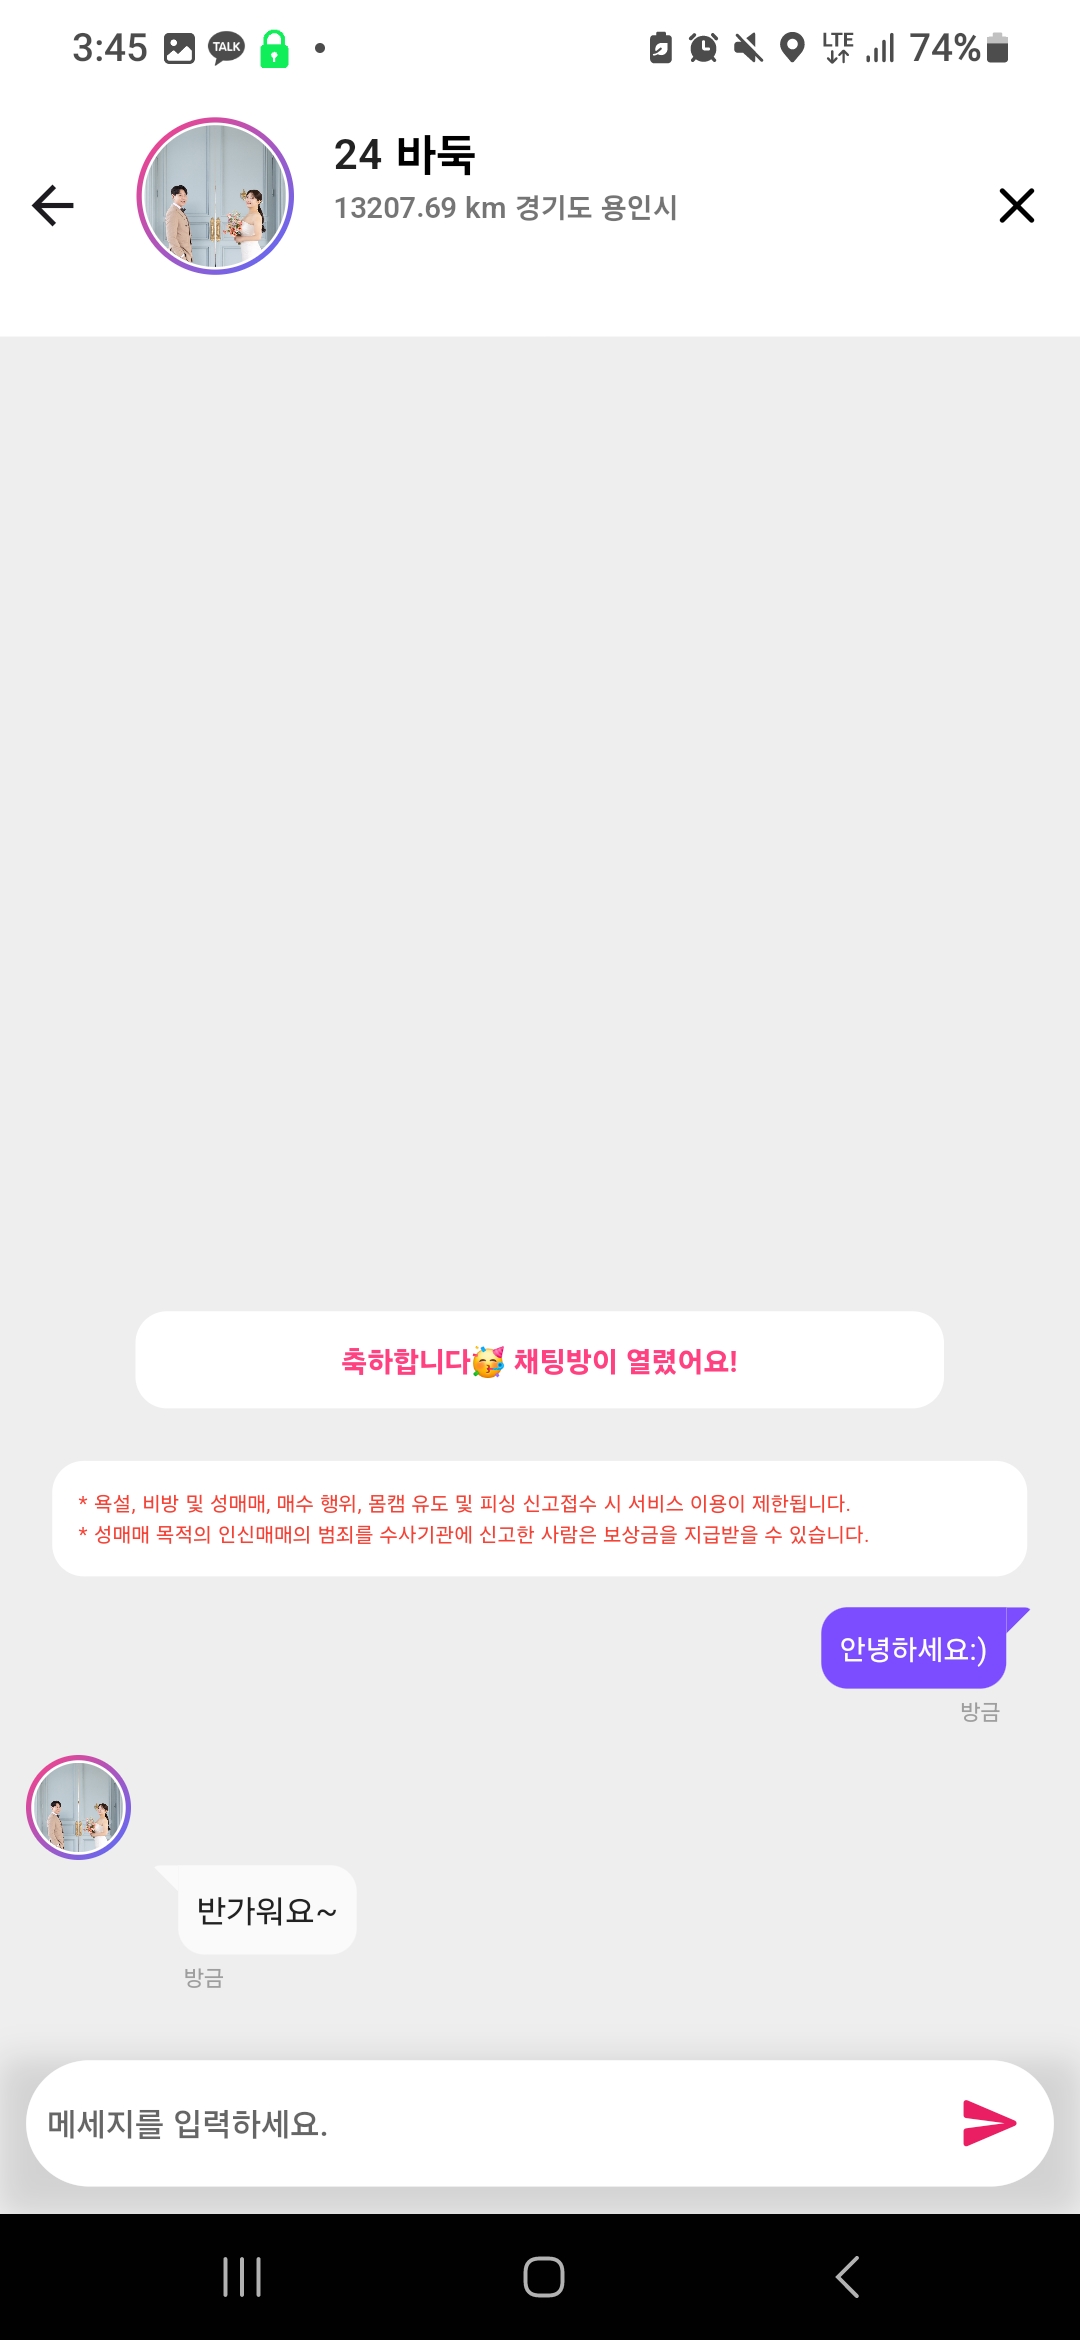 3:45 TALK LTE 74%
24 바둑
13207.69 km 경기도 용인시
축하합니다🥳 채팅방이 열렸어요!
* 욕설, 비방 및 성매매, 매수 행위, 몸캠 유도 및 피싱 신고접수 시 서비스 이용이 제한됩니다.
* 성매매 목적의 인신매매의 범죄를 수사기관에 신고한 사람은 보상금을 지급받을 수 있습니다.
안녕하세요:)
방금
반가워요~
방금
메세지를 입력하세요.